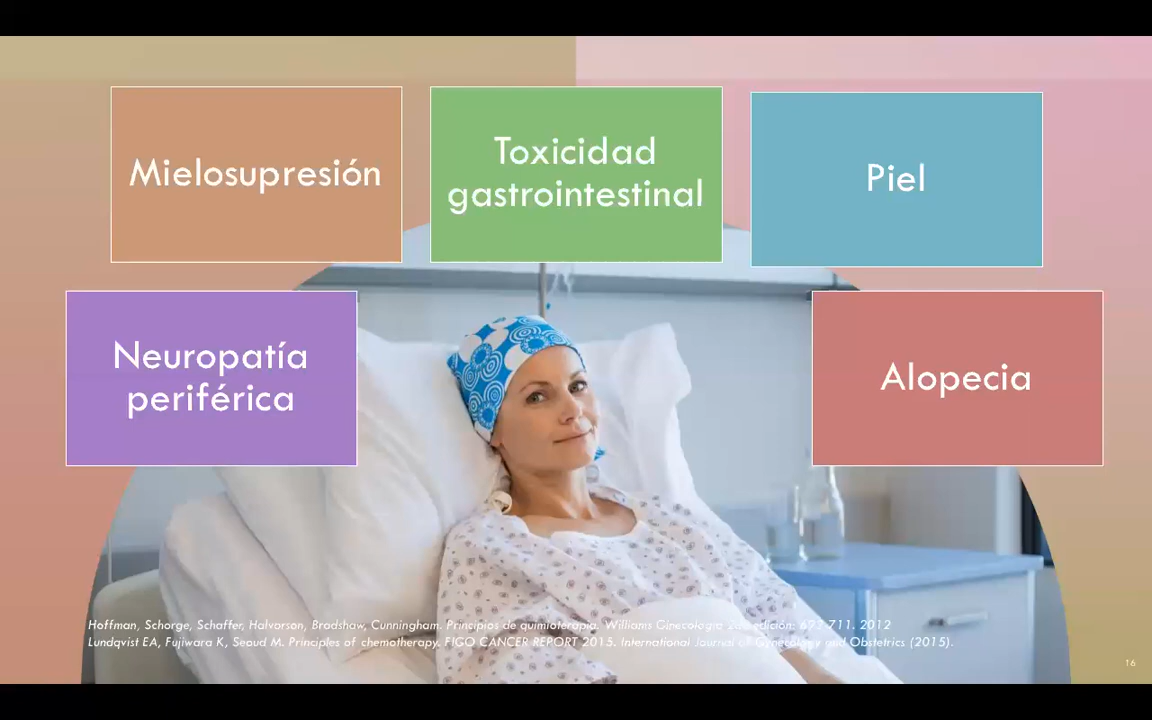 Mielosupresión
Toxicidad
gastrointestinal
Piel
Neuropatía
periférica
Alopecia
Hoffman, Schorge, Schaffer, Halvorson, Bradshaw, Cunningham. Principios de quimioterapia. Williams Ginecología 2a edición: 692-711. 2012
Lundqvist EA, Fujiwara K, Seoud M. Principles of chemotherapy. FIGO CANCER REPORT 2015. International Journal of Gynecology and Obstetrics (2015).
16